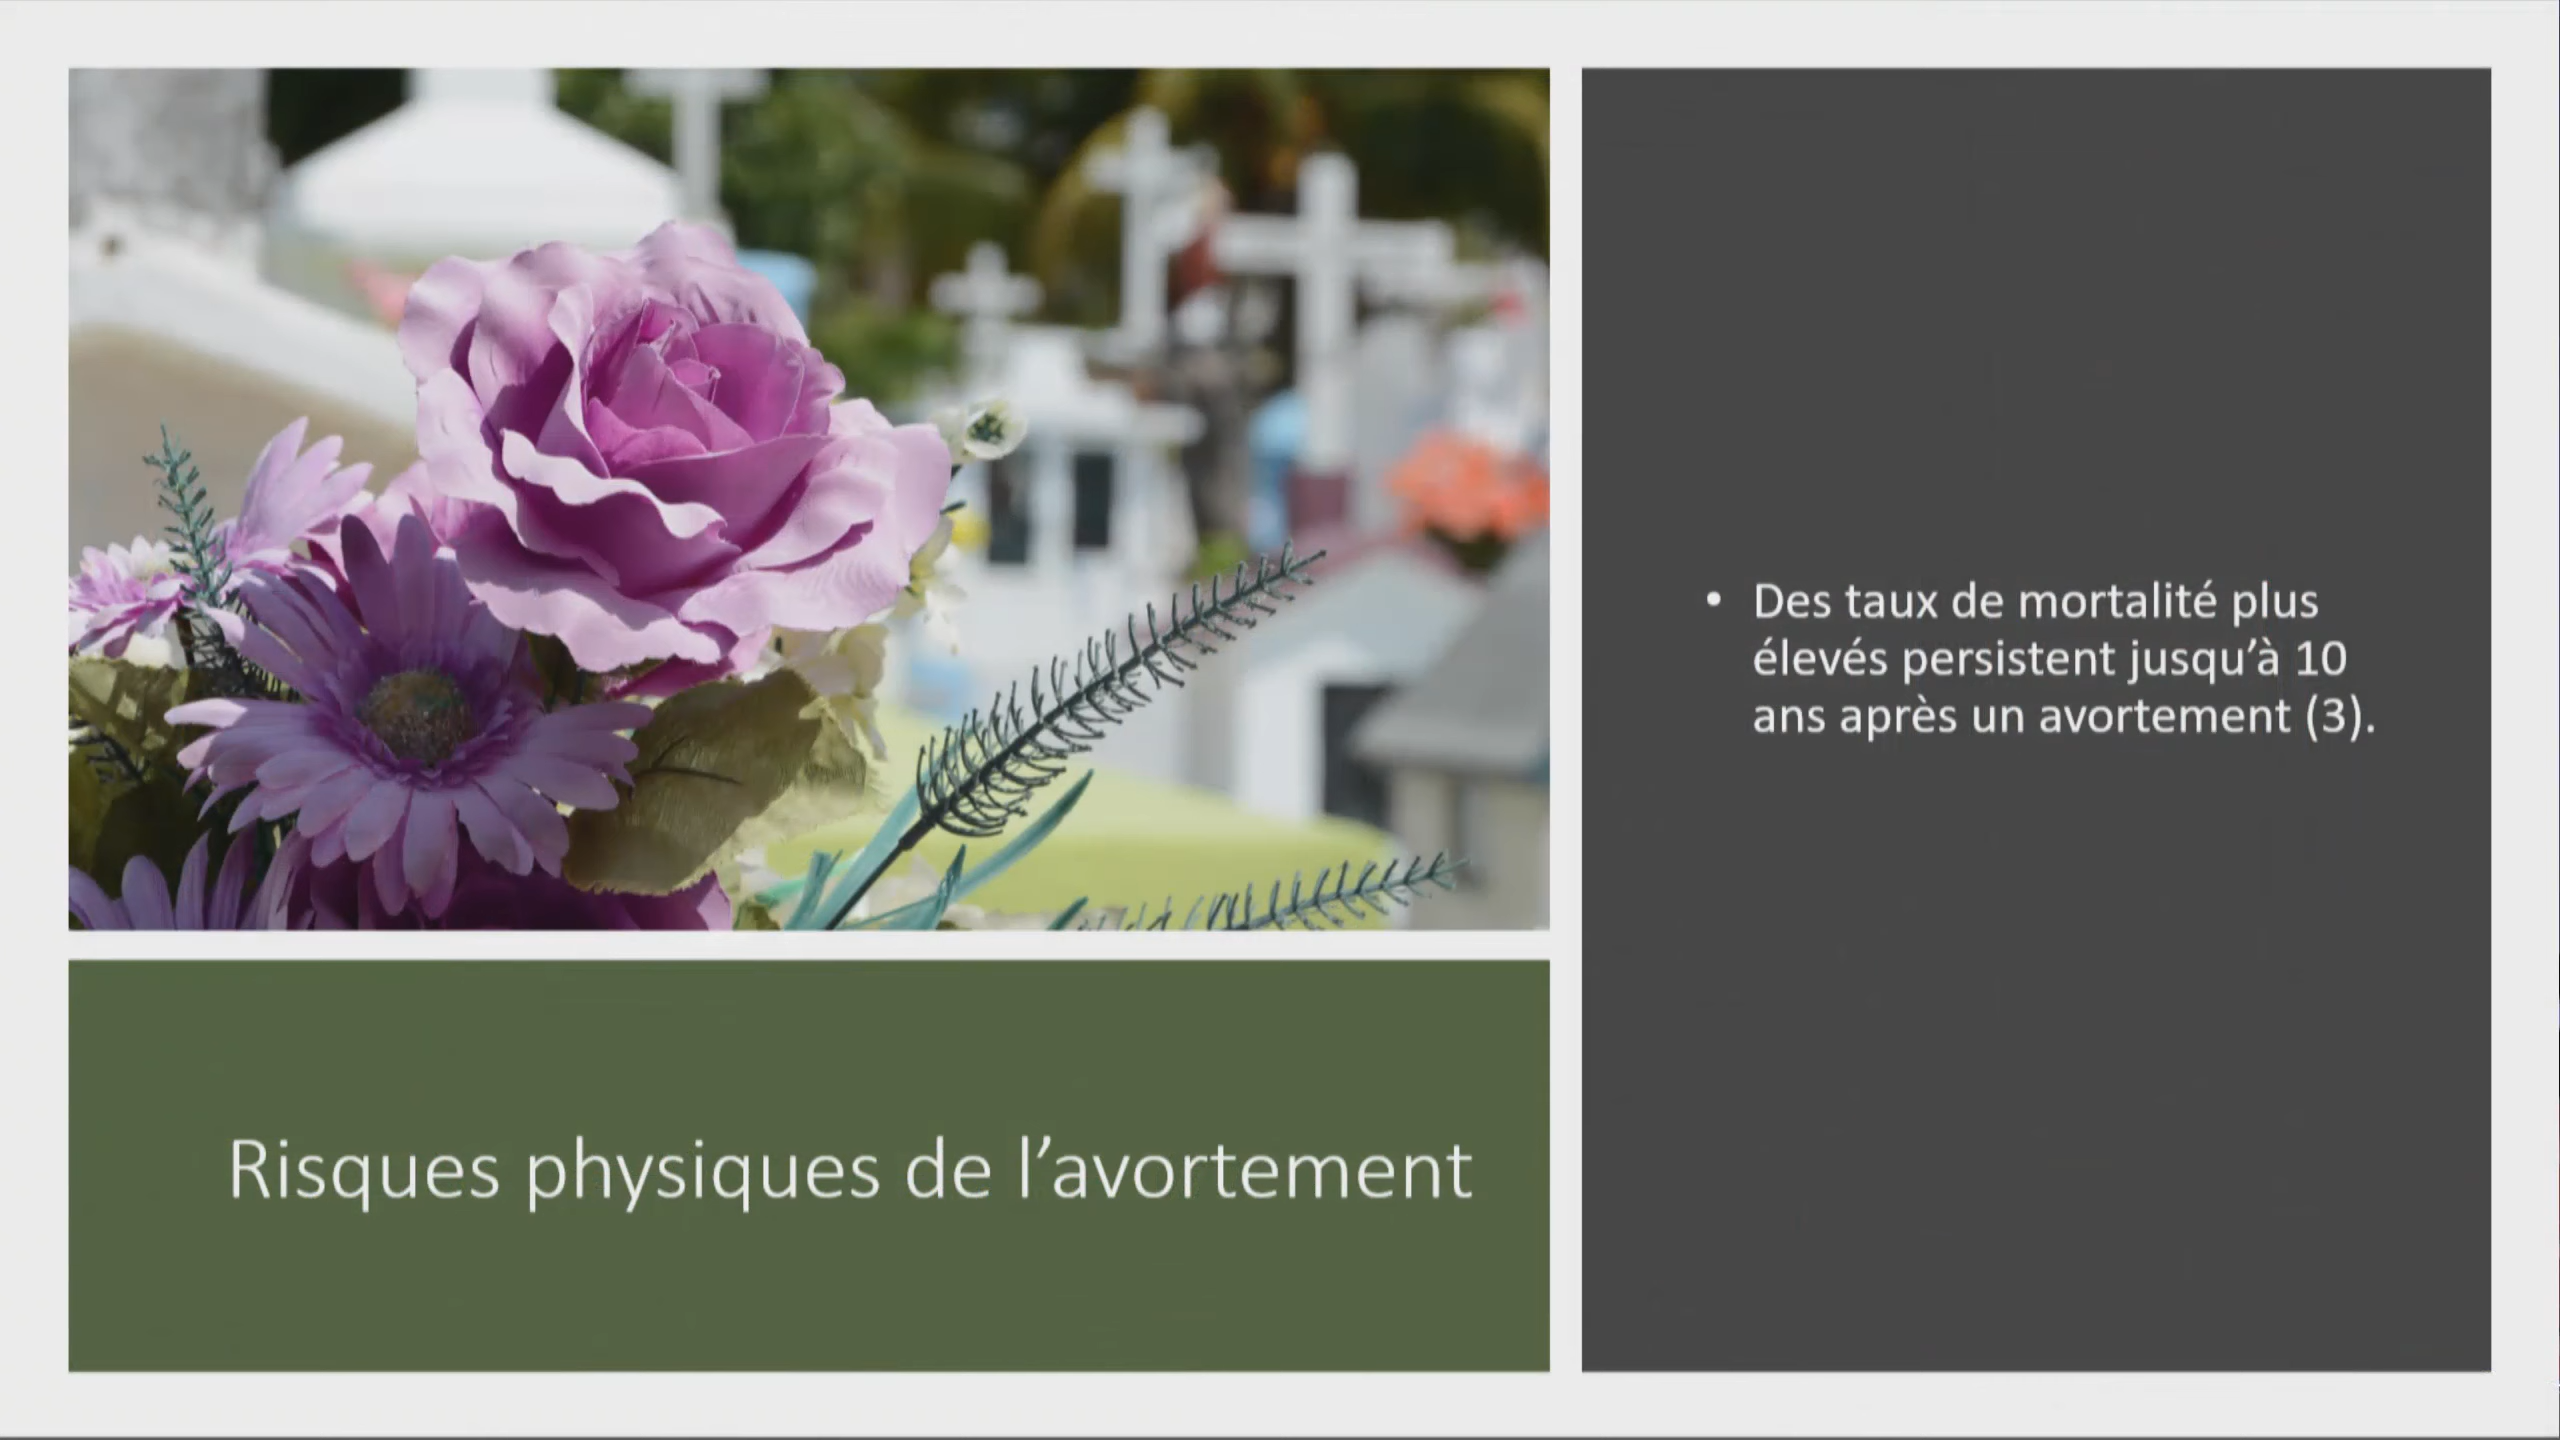 • Des taux de mortalité plus
élevés persistent jusqu’à 10
ans après un avortement (3).
Risques physiques de l’avortement